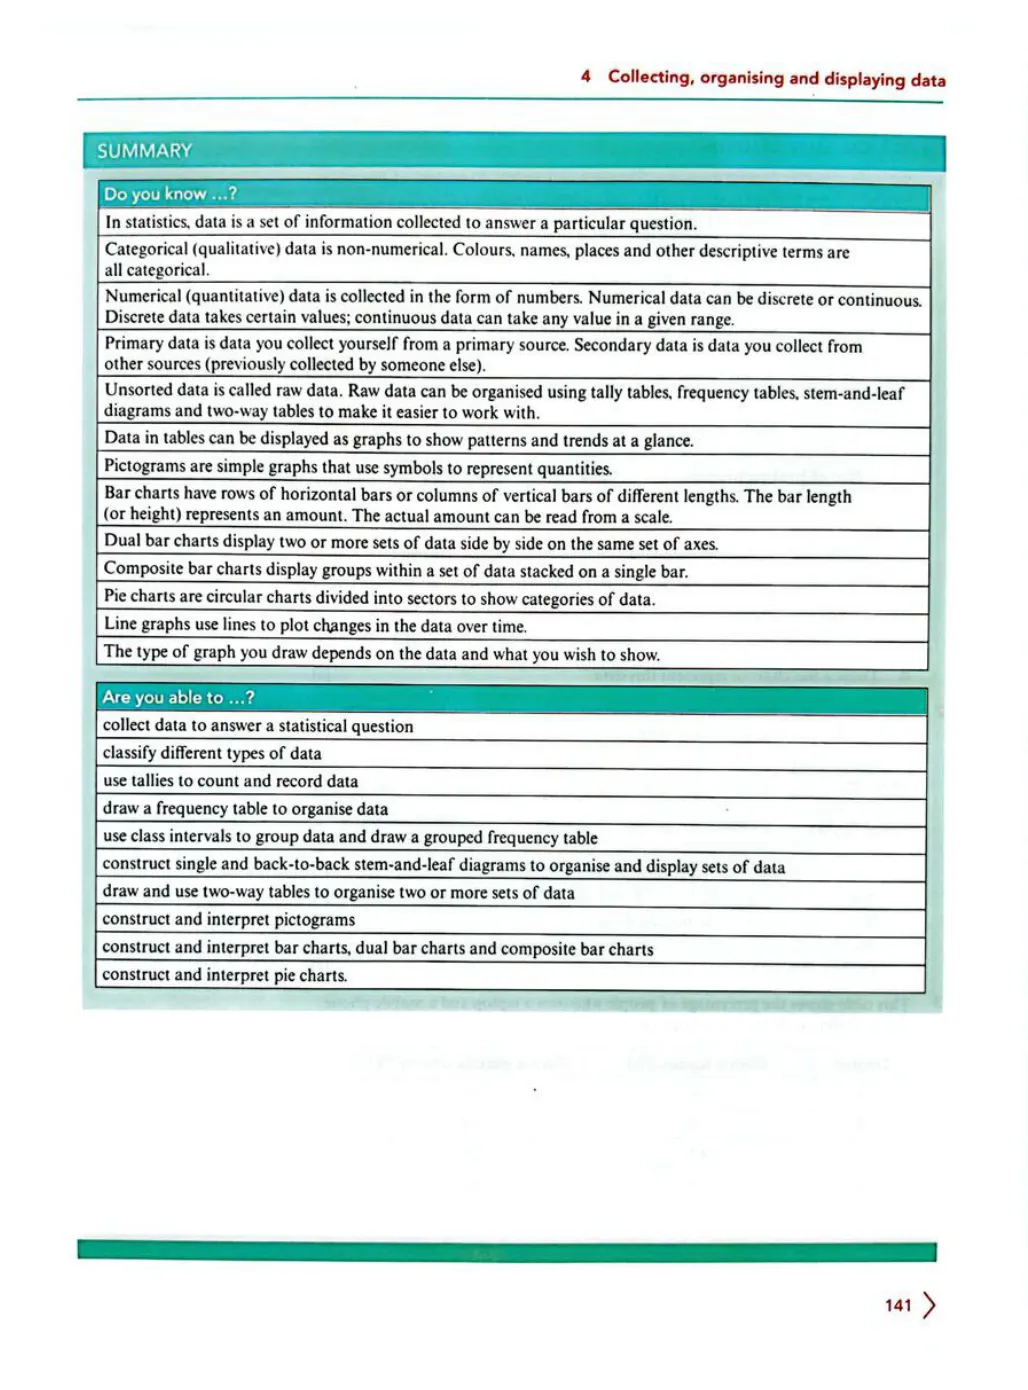 4 Collecting, organising and displaying data
SUMMARY
Do you know ...?
In statistics, data is a set of information collected to answer a particular question.
Categorical (qualitative) data is non-numerical. Colours, names, places and other descriptive terms are
all categorical.
Numerical (quantitative) data is collected in the form of numbers. Numerical data can be discrete or continuous.
Discrete data takes certain values; continuous data can take any value in a given range.
Primary data is data you collect yourself from a primary source. Secondary data is data you collect from
other sources (previously collected by someone else).
Unsorted data is called raw data. Raw data can be organised using tally tables, frequency tables, stem-and-leaf
diagrams and two-way tables to make it easier to work with.
Data in tables can be displayed as graphs to show patterns and trends at a glance.
Pictograms are simple graphs that use symbols to represent quantities.
Bar charts have rows of horizontal bars or columns of vertical bars of different lengths. The bar length
(or height) represents an amount. The actual amount can be read from a scale.
Dual bar charts display two or more sets of data side by side on the same set of axes.
Composite bar charts display groups within a set of data stacked on a single bar.
Pie charts are circular charts divided into sectors to show categories of data.
Line graphs use lines to plot changes in the data over time.
The type of graph you draw depends on the data and what you wish to show.
Are you able to ...?
collect data to answer a statistical question
classify different types of data
use tallies to count and record data
draw a frequency table to organise data
use class intervals to group data and draw a grouped frequency table
construct single and back-to-back stem-and-leaf diagrams to organise and display sets of data
draw and use two-way tables to organise two or more sets of data
construct and interpret pictograms
construct and interpret bar charts, dual bar charts and composite bar charts
construct and interpret pie charts.
141